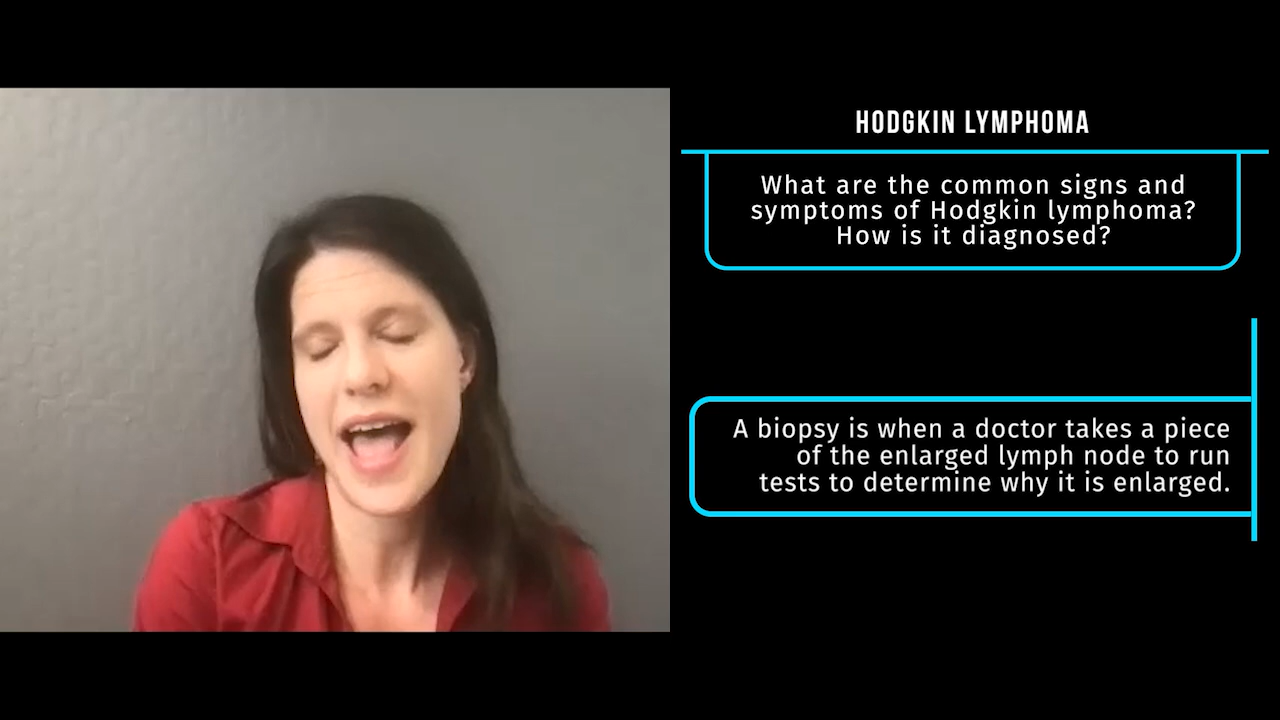 HODGKIN LYMPHOMA
What are the common signs and
symptoms of Hodgkin lymphoma?
How is it diagnosed?
A biopsy is when a doctor takes a piece
of the enlarged lymph node to run
tests to determine why it is enlarged.